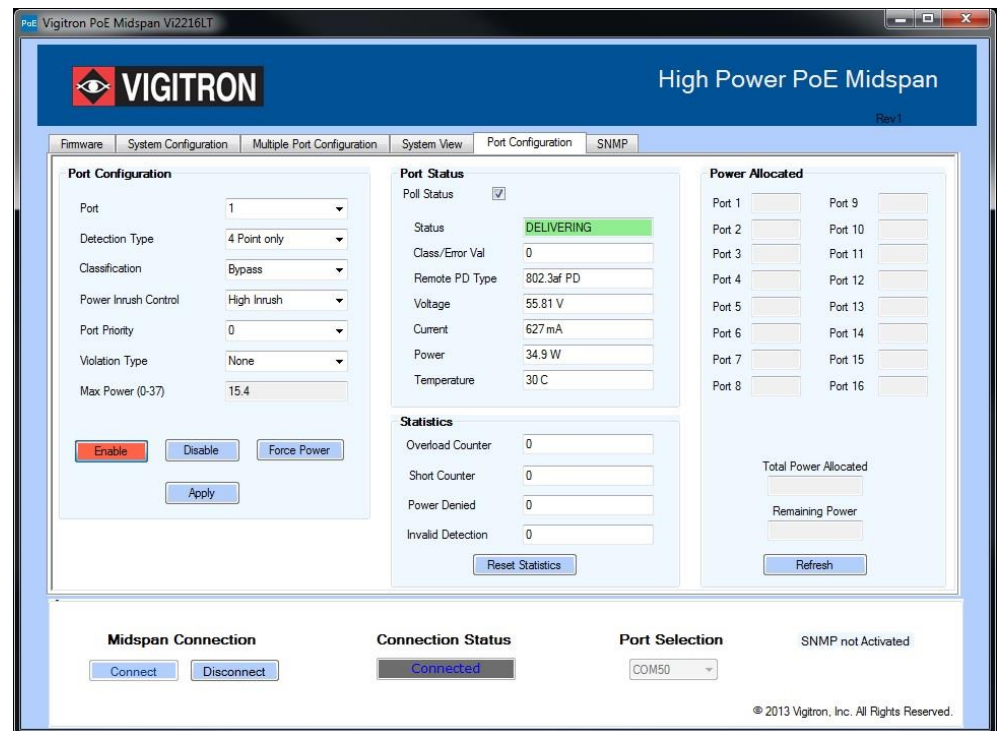 PoE Vigitron PoE Midspan Vi2216LT
VIGITRON
High Power PoE Midspan
Rev1
Firmware System Configuration Multiple Port Configuration System View Port Configuration SNMP
Port Configuration
Port 1
Detection Type 4 Point only
Classification Bypass
Power Inrush Control High Inrush
Port Priority 0
Violation Type None
Max Power (0-37) 15.4
Enable Disable Force Power
Apply
Port Status
Poll Status
Status DELIVERING
Class/Error Val 0
Remote PD Type 802.3af PD
Voltage 55.81 V
Current 627 mA
Power 34.9 W
Temperature 30 C
Statistics
Overload Counter 0
Short Counter 0
Power Denied 0
Invalid Detection 0
Reset Statistics
Power Allocated
Port 1 Port 9
Port 2 Port 10
Port 3 Port 11
Port 4 Port 12
Port 5 Port 13
Port 6 Port 14
Port 7 Port 15
Port 8 Port 16
Total Power Allocated
Remaining Power
Refresh
Midspan Connection
Connect Disconnect
Connection Status
Connected
Port Selection
COM50
SNMP not Activated
© 2013 Vigitron, Inc. All Rights Reserved.